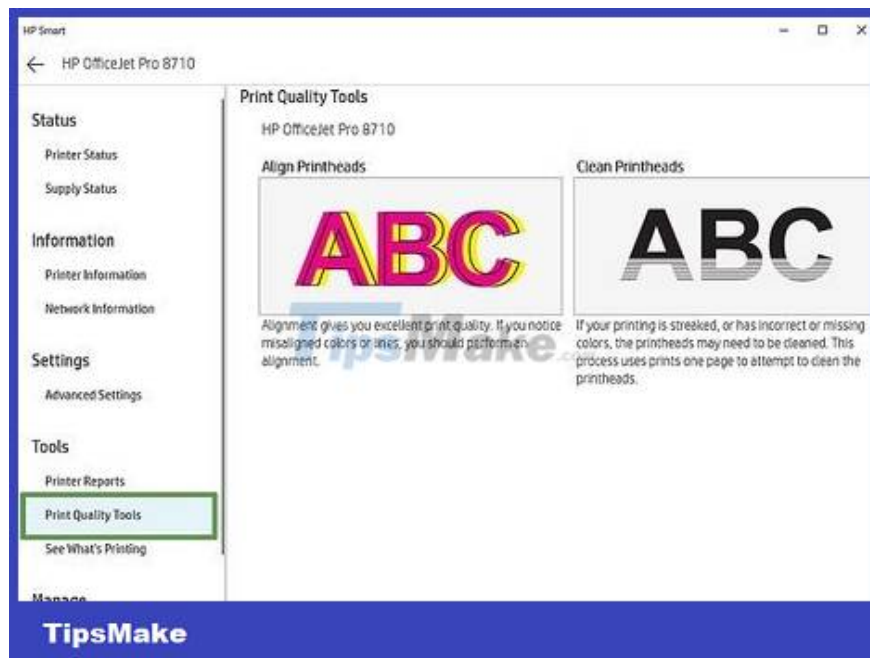 HP Smart
HP OfficeJet Pro 8710
Status
Printer Status
Supply Status
Information
Printer Information
Network Information
Settings
Advanced Settings
Tools
Printer Reports
Print Quality Tools
See What's Printing
Manage
Print Quality Tools
HP OfficeJet Pro 8710
Align Printheads
ABC
Alignment gives you excellent print quality. If you notice
misaligned colors or lines, you should perform an
alignment.
Clean Printheads
ABC
If your printing is streaked, or has incorrect or missing
colors, the printheads may need to be cleaned. This
process uses prints one page to attempt to clean the
printheads.
TipsMake.com
TipsMake